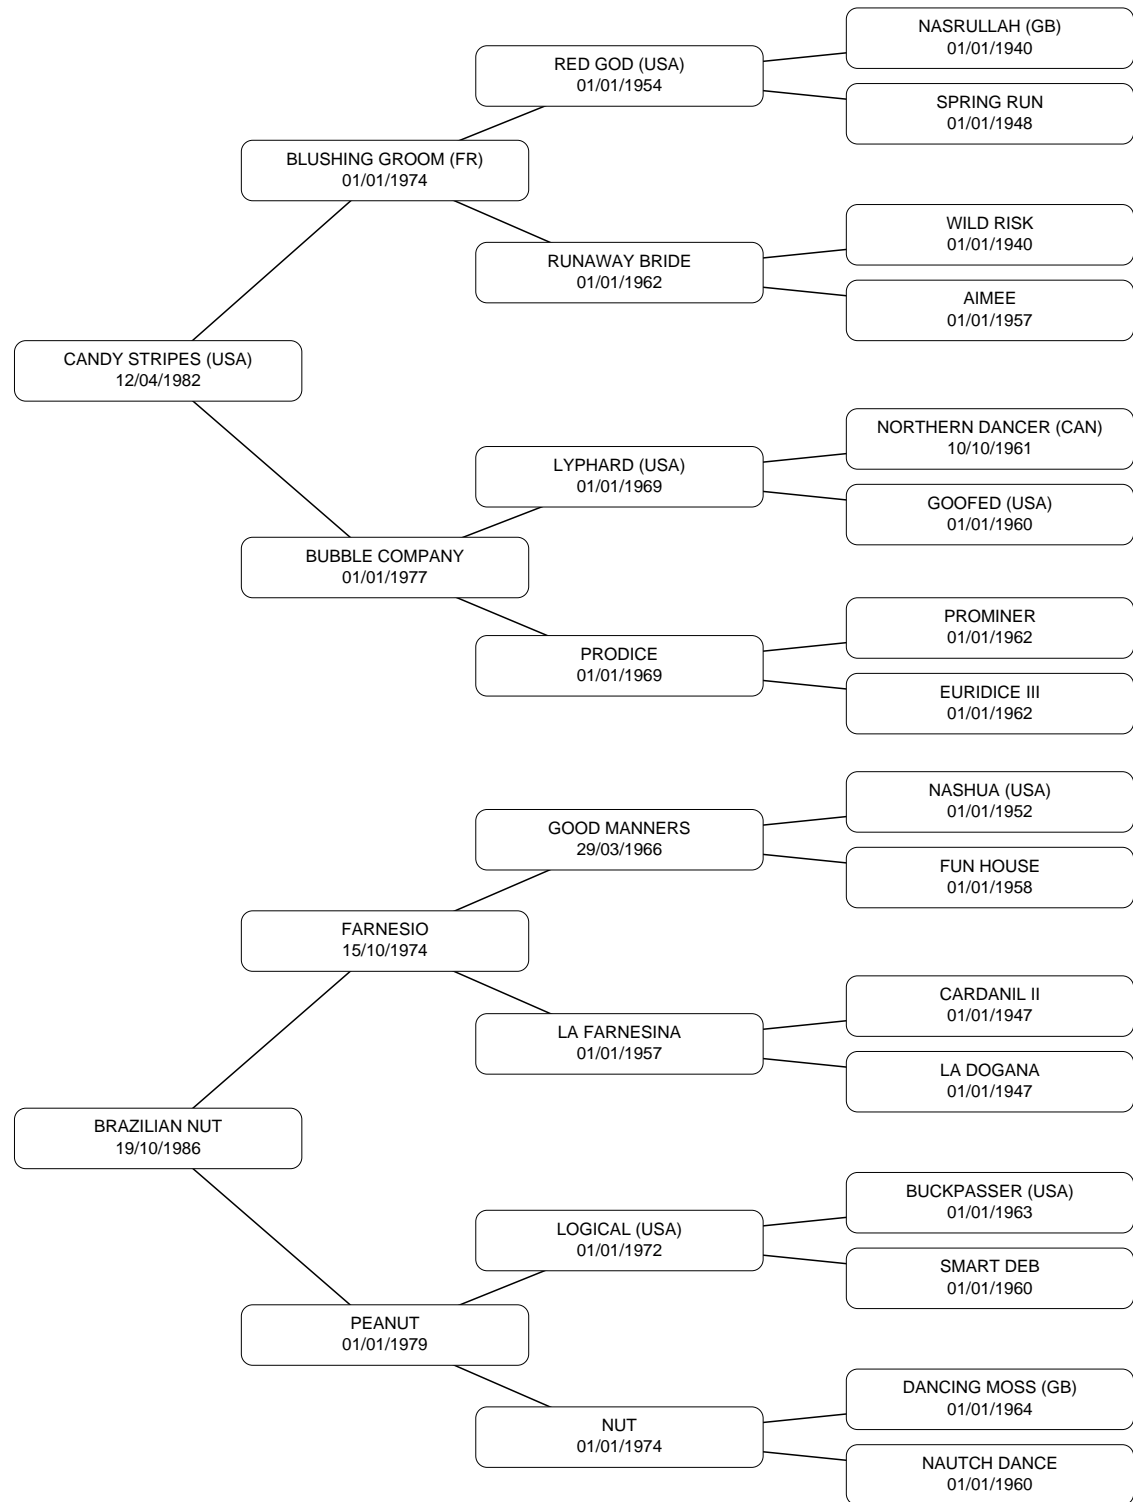 NASRULLAH (GB)
01/01/1940
RED GOD (USA)
01/01/1954
SPRING RUN
01/01/1948
BLUSHING GROOM (FR)
01/01/1974
WILD RISK
01/01/1940
RUNAWAY BRIDE
01/01/1962
AIMEE
01/01/1957
CANDY STRIPES (USA)
12/04/1982
NORTHERN DANCER (CAN)
10/10/1961
LYPHARD (USA)
01/01/1969
GOOFED (USA)
01/01/1960
BUBBLE COMPANY
01/01/1977
PROMINER
01/01/1962
PRODICE
01/01/1969
EURIDICE III
01/01/1962
NASHUA (USA)
01/01/1952
GOOD MANNERS
29/03/1966
FUN HOUSE
01/01/1958
FARNESIO
15/10/1974
CARDANIL II
01/01/1947
LA FARNESINA
01/01/1957
LA DOGANA
01/01/1947
BRAZILIAN NUT
19/10/1986
BUCKPASSER (USA)
01/01/1963
LOGICAL (USA)
01/01/1972
SMART DEB
01/01/1960
PEANUT
01/01/1979
DANCING MOSS (GB)
01/01/1964
NUT
01/01/1974
NAUTCH DANCE
01/01/1960